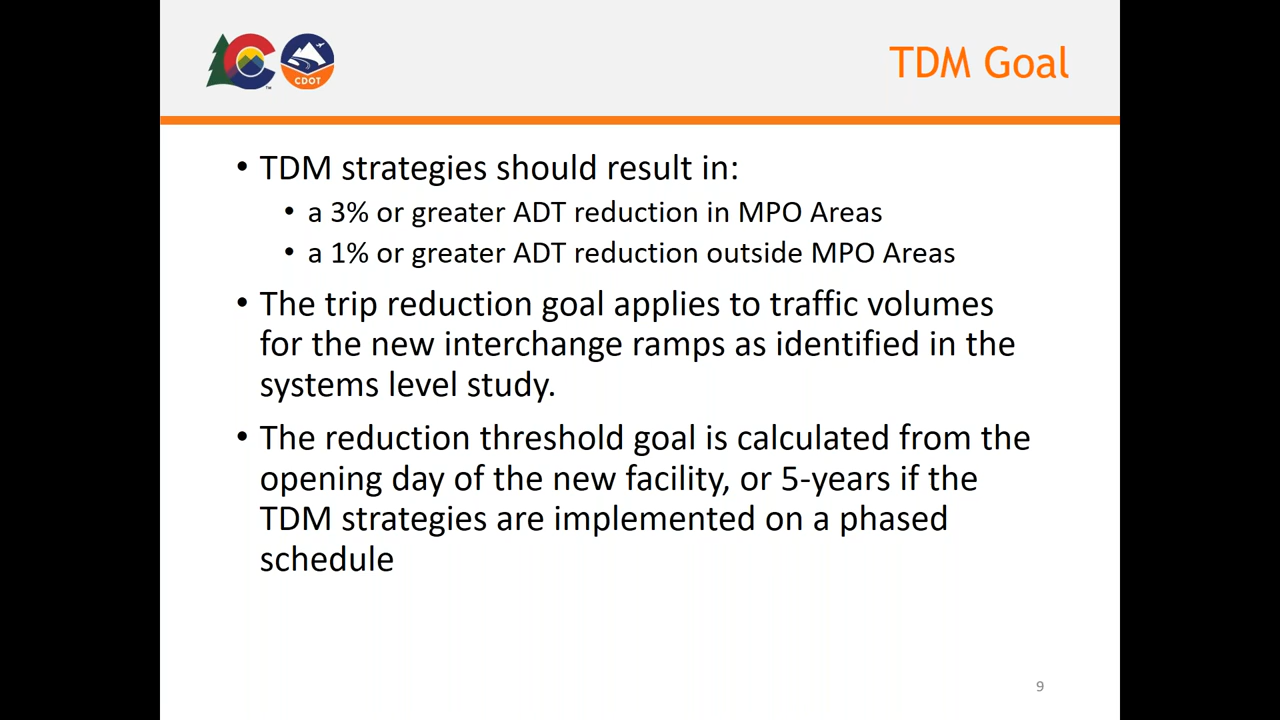 CDOT
TDM Goal
• TDM strategies should result in:
• a 3% or greater ADT reduction in MPO Areas
• a 1% or greater ADT reduction outside MPO Areas
• The trip reduction goal applies to traffic volumes
for the new interchange ramps as identified in the
systems level study.
• The reduction threshold goal is calculated from the
opening day of the new facility, or 5-years if the
TDM strategies are implemented on a phased
schedule
9